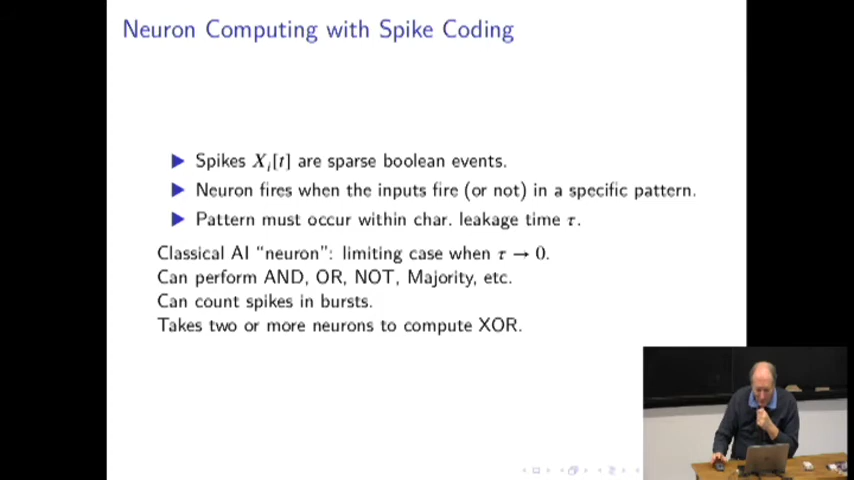 Neuron Computing with Spike Coding
Spikes Xᵢ[t] are sparse boolean events.
Neuron fires when the inputs fire (or not) in a specific pattern.
Pattern must occur within char. leakage time τ.
Classical AI “neuron”: limiting case when τ → 0.
Can perform AND, OR, NOT, Majority, etc.
Can count spikes in bursts.
Takes two or more neurons to compute XOR.